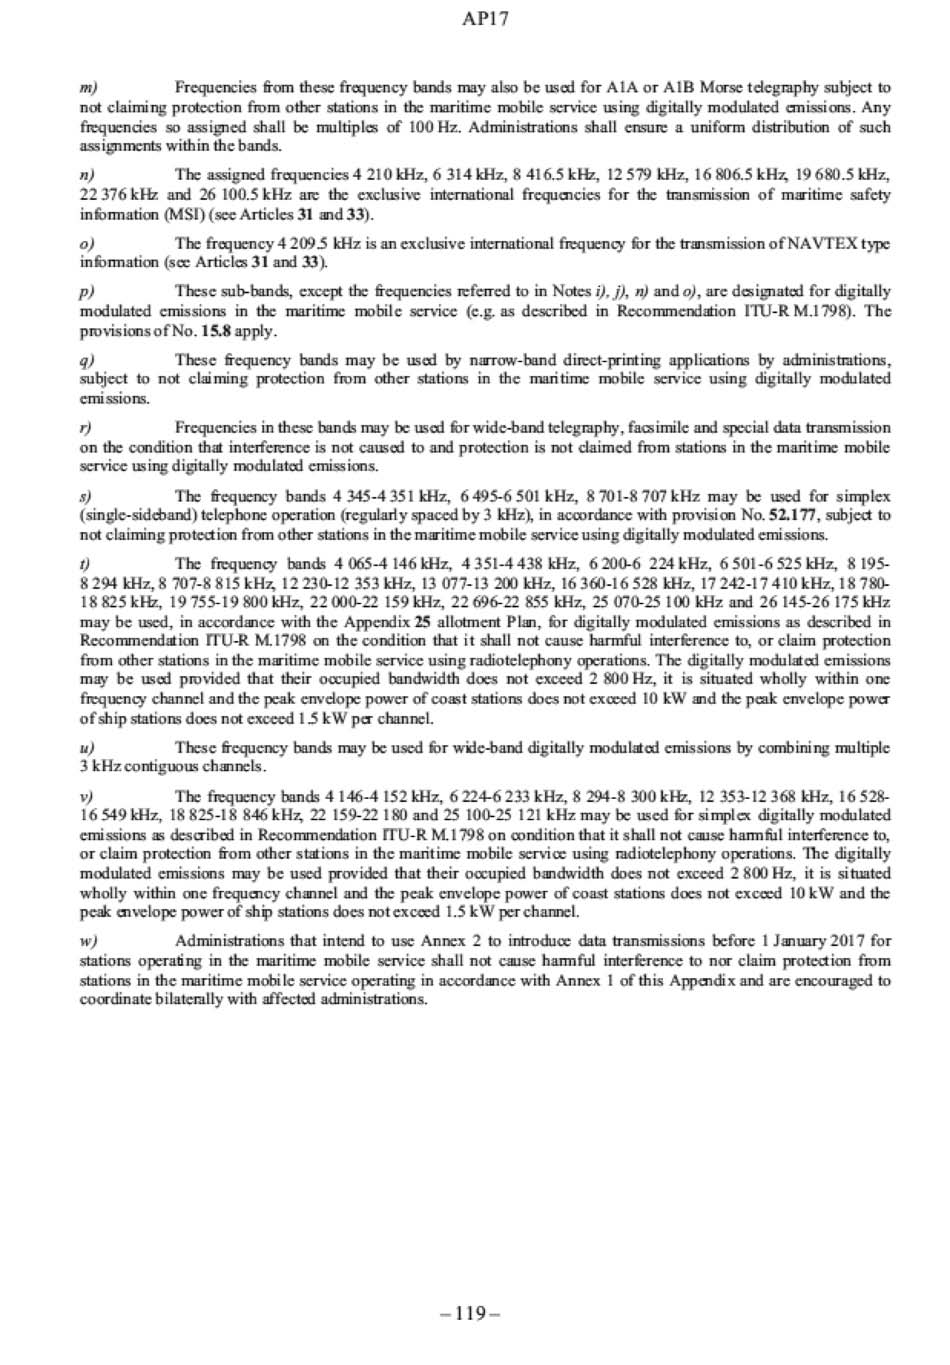 AP17
m) Frequencies from these frequency bands may also be used for A1A or A1B Morse telegraphy subject to
not claiming protection from other stations in the maritime mobile service using digitally modulated emissions. Any
frequencies so assigned shall be multiples of 100 Hz. Administrations shall ensure a uniform distribution of such
assignments within the bands.
n) The assigned frequencies 4 210 kHz, 6 314 kHz, 8 416.5 kHz, 12 579 kHz, 16 806.5 kHz, 19 680.5 kHz,
22 376 kHz and 26 100.5 kHz are the exclusive international frequencies for the transmission of maritime safety
information (MSI) (see Articles 31 and 33).
o) The frequency 4 209.5 kHz is an exclusive international frequency for the transmission of NAVTEX type
information (see Articles 31 and 33).
p) These sub-bands, except the frequencies referred to in Notes i), j), n) and o), are designated for digitally
modulated emissions in the maritime mobile service (e.g. as described in Recommendation ITU-R M.1798). The
provisions of No. 15.8 apply.
q) These frequency bands may be used by narrow-band direct-printing applications by administrations,
subject to not claiming protection from other stations in the maritime mobile service using digitally modulated
emissions.
r) Frequencies in these bands may be used for wide-band telegraphy, facsimile and special data transmission
on the condition that interference is not caused to and protection is not claimed from stations in the maritime mobile
service using digitally modulated emissions.
s) The frequency bands 4 345-4 351 kHz, 6 495-6 501 kHz, 8 701-8 707 kHz may be used for simplex
(single-sideband) telephone operation (regularly spaced by 3 kHz), in accordance with provision No. 52.177, subject to
not claiming protection from other stations in the maritime mobile service using digitally modulated emissions.
t) The frequency bands 4 065-4 146 kHz, 4 351-4 438 kHz, 6 200-6 224 kHz, 6 501-6 525 kHz, 8 195-
8 294 kHz, 8 707-8 815 kHz, 12 230-12 353 kHz, 13 077-13 200 kHz, 16 360-16 528 kHz, 17 242-17 410 kHz, 18 780-
18 825 kHz, 19 755-19 800 kHz, 22 000-22 159 kHz, 22 696-22 855 kHz, 25 070-25 100 kHz and 26 145-26 175 kHz
may be used, in accordance with the Appendix 25 allotment Plan, for digitally modulated emissions as described in
Recommendation ITU-R M.1798 on the condition that it shall not cause harmful interference to, or claim protection
from other stations in the maritime mobile service using radiotelephony operations. The digitally modulated emissions
may be used provided that their occupied bandwidth does not exceed 2 800 Hz, it is situated wholly within one
frequency channel and the peak envelope power of coast stations does not exceed 10 kW and the peak envelope power
of ship stations does not exceed 1.5 kW per channel.
u) These frequency bands may be used for wide-band digitally modulated emissions by combining multiple
3 kHz contiguous channels.
v) The frequency bands 4 146-4 152 kHz, 6 224-6 233 kHz, 8 294-8 300 kHz, 12 353-12 368 kHz, 16 528-
16 549 kHz, 18 825-18 846 kHz, 22 159-22 180 and 25 100-25 121 kHz may be used for simplex digitally modulated
emissions as described in Recommendation ITU-R M.1798 on condition that it shall not cause harmful interference to,
or claim protection from other stations in the maritime mobile service using radiotelephony operations. The digitally
modulated emissions may be used provided that their occupied bandwidth does not exceed 2 800 Hz, it is situated
wholly within one frequency channel and the peak envelope power of coast stations does not exceed 10 kW and the
peak envelope power of ship stations does not exceed 1.5 kW per channel.
w) Administrations that intend to use Annex 2 to introduce data transmissions before 1 January 2017 for
stations operating in the maritime mobile service shall not cause harmful interference to nor claim protection from
stations in the maritime mobile service operating in accordance with Annex 1 of this Appendix and are encouraged to
coordinate bilaterally with affected administrations.
– 119 –